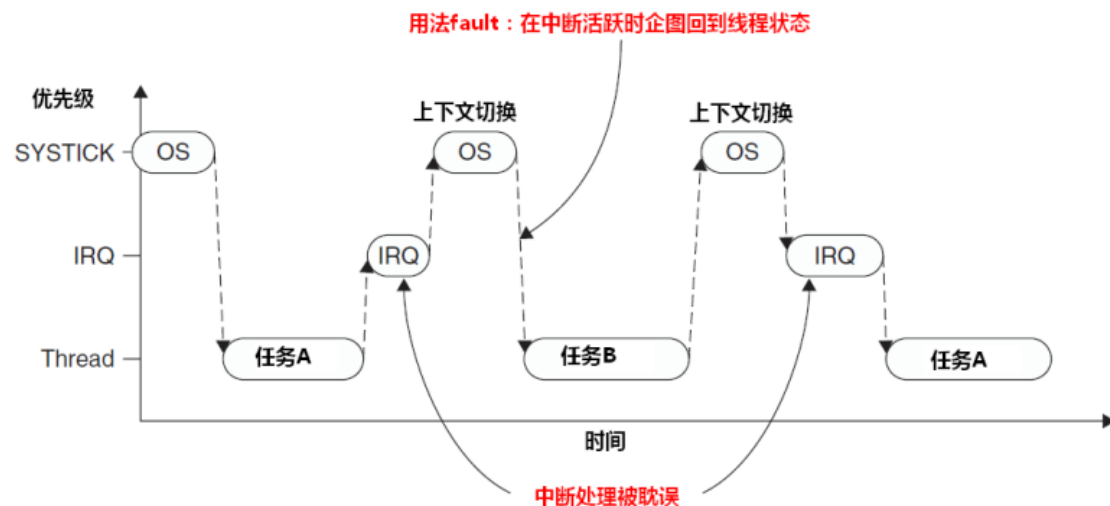 用法fault：在中断活跃时企图回到线程状态
优先级
上下文切换
上下文切换
SYSTICK
OS
OS
OS
IRQ
IRQ
IRQ
Thread
任务A
任务B
任务A
时间
中断处理被耽误